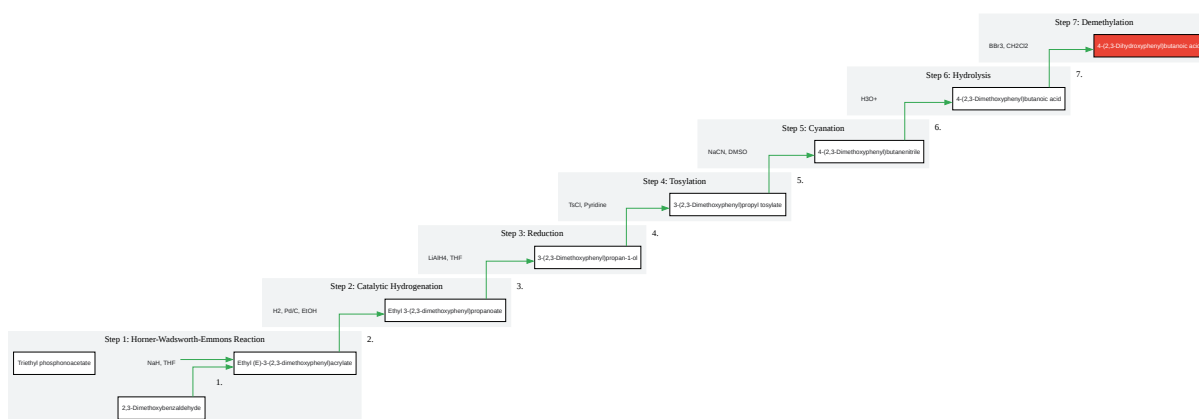 Step 7: Demethylation
BBr3, CH2Cl2
4-(2,3-Dihydroxyphenyl)butanoic acid
7.
Step 6: Hydrolysis
H3O+
4-(2,3-Dimethoxyphenyl)butanoic acid
6.
Step 5: Cyanation
NaCN, DMSO
4-(2,3-Dimethoxyphenyl)butanenitrile
5.
Step 4: Tosylation
TsCl, Pyridine
3-(2,3-Dimethoxyphenyl)propyl tosylate
4.
Step 3: Reduction
LiAlH4, THF
3-(2,3-Dimethoxyphenyl)propan-1-ol
3.
Step 2: Catalytic Hydrogenation
H2, Pd/C, EtOH
Ethyl 3-(2,3-dimethoxyphenyl)propanoate
2.
Step 1: Horner-Wadsworth-Emmons Reaction
Triethyl phosphonoacetate
NaH, THF
Ethyl (E)-3-(2,3-dimethoxyphenyl)acrylate
1.
2,3-Dimethoxybenzaldehyde